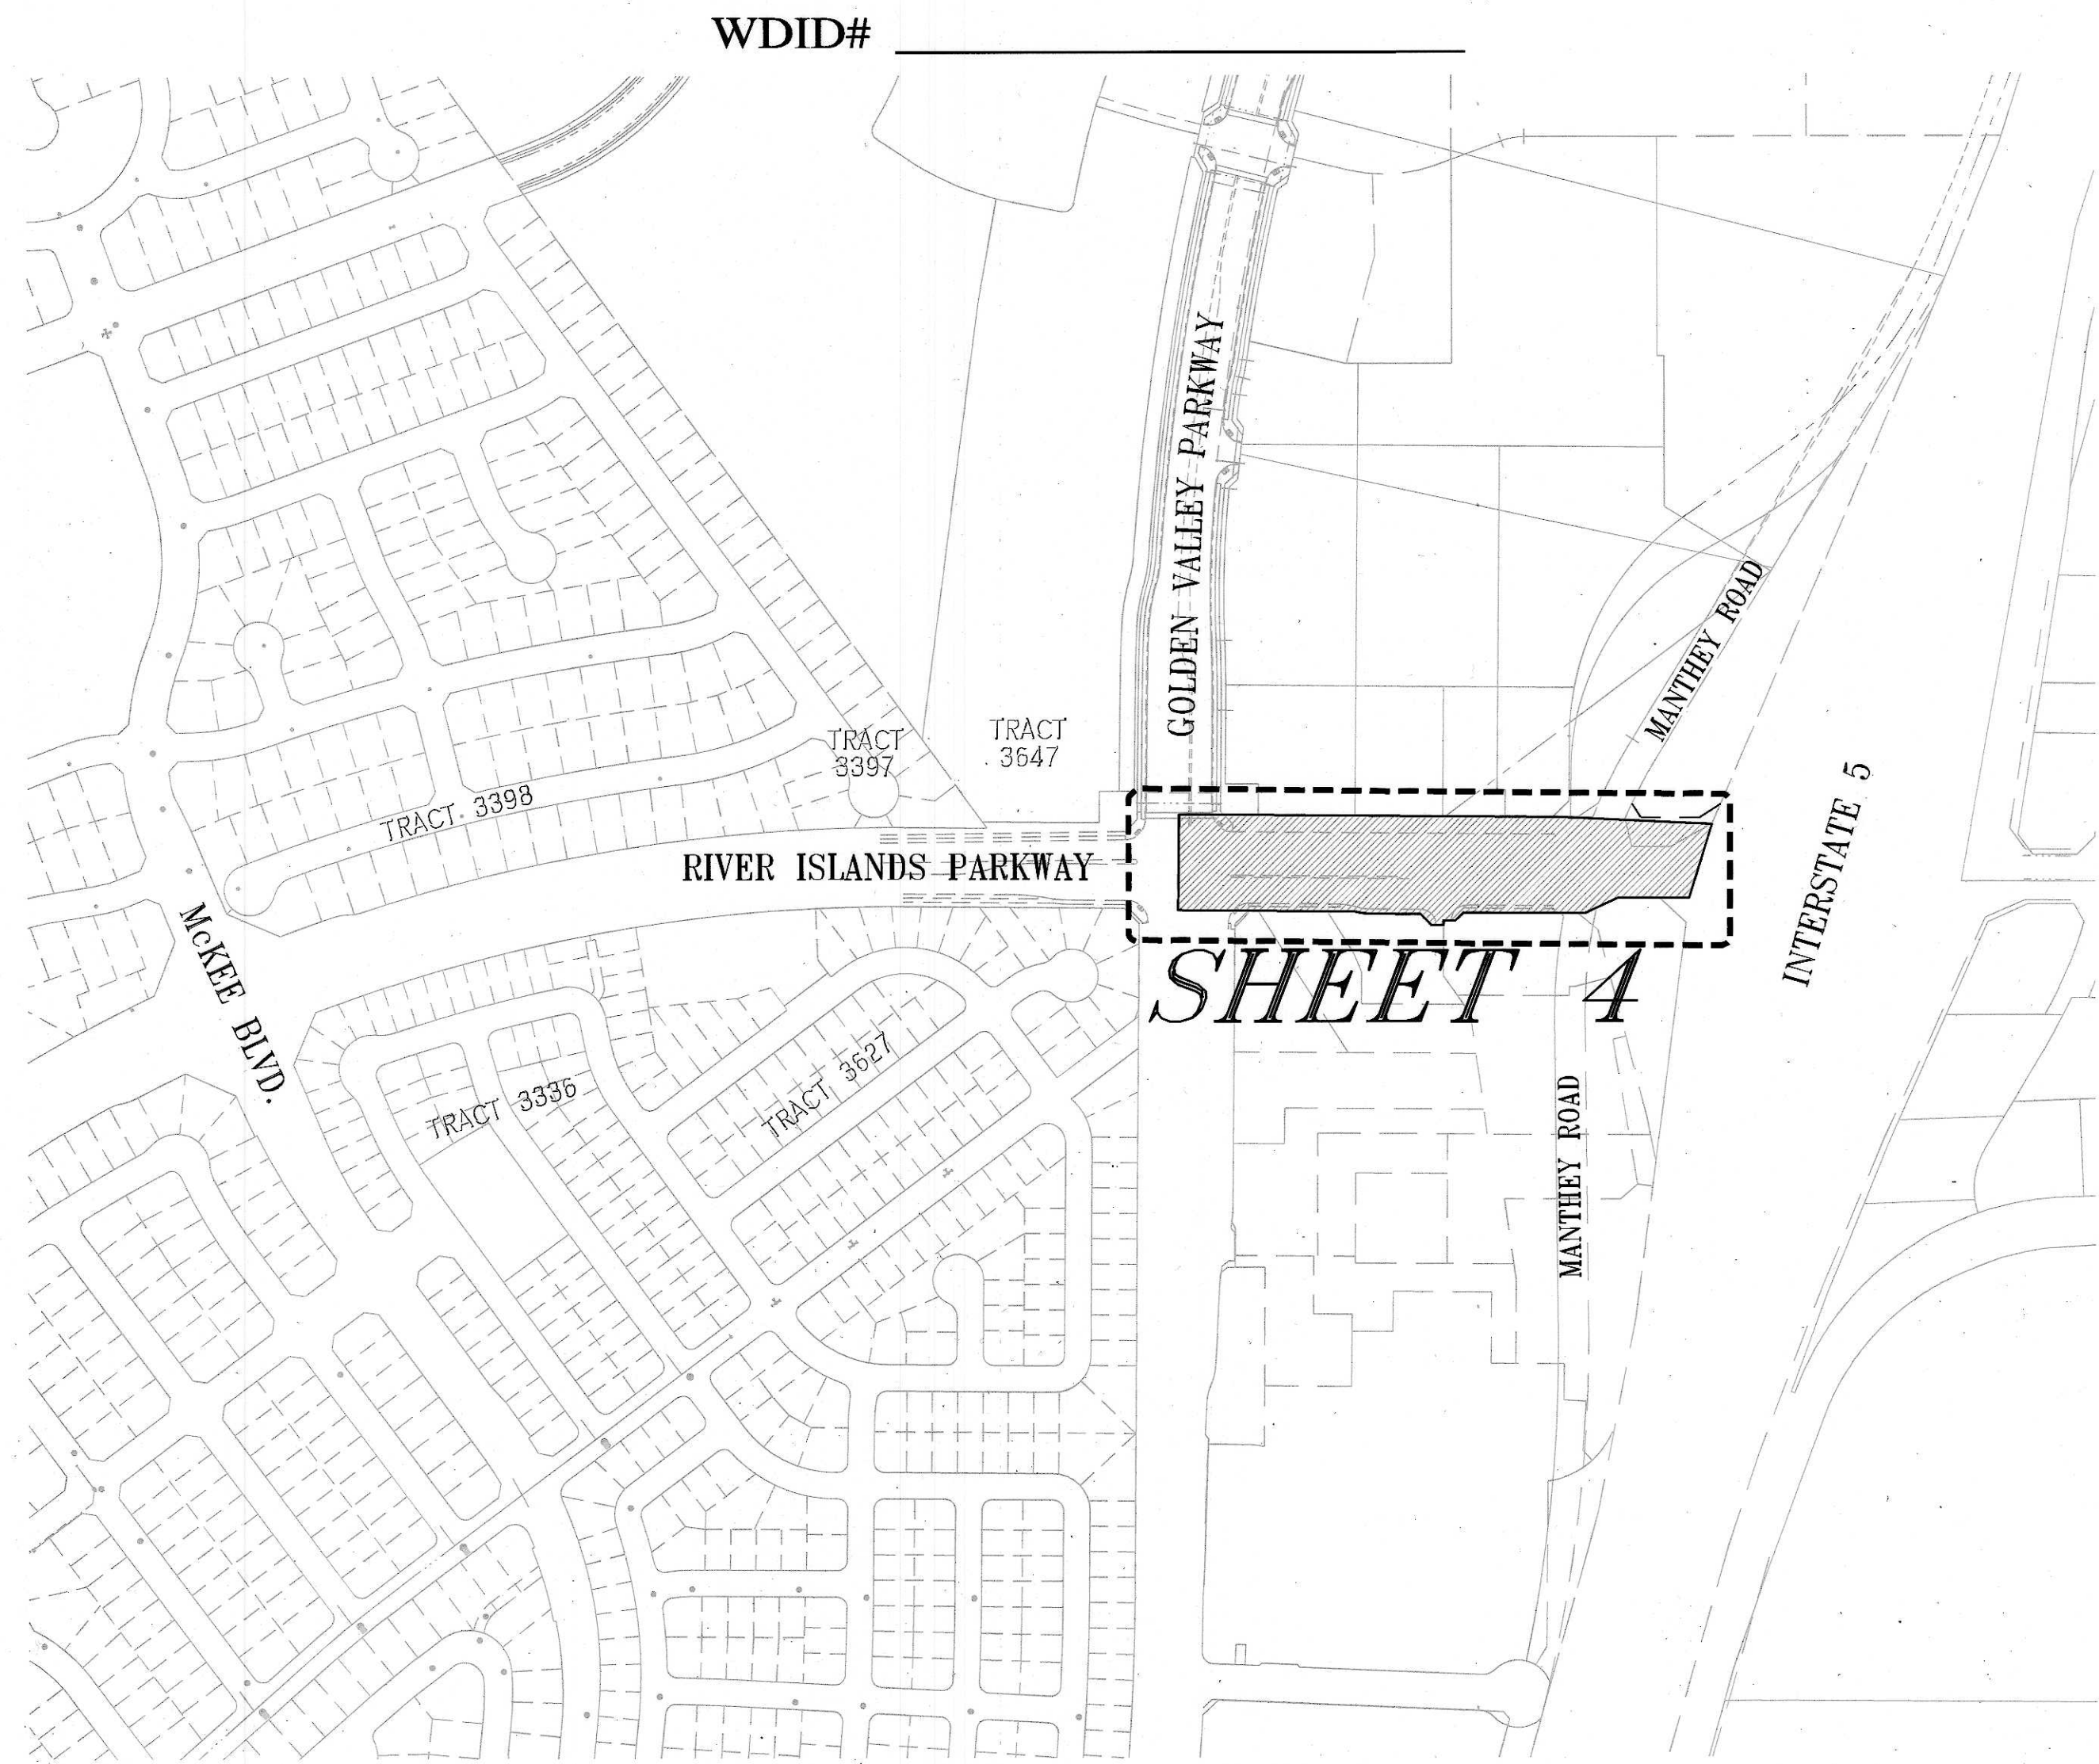 WDID#
GOLDEN VALLEY PARKWAY
MANTHEY ROAD
TRACT
3397
TRACT
3647
TRACT 3398
RIVER ISLANDS PARKWAY
INTERSTATE 5
McKEE BLVD.
SHEET 4
TRACT 3336
TRACT 3627
MANTHEY ROAD